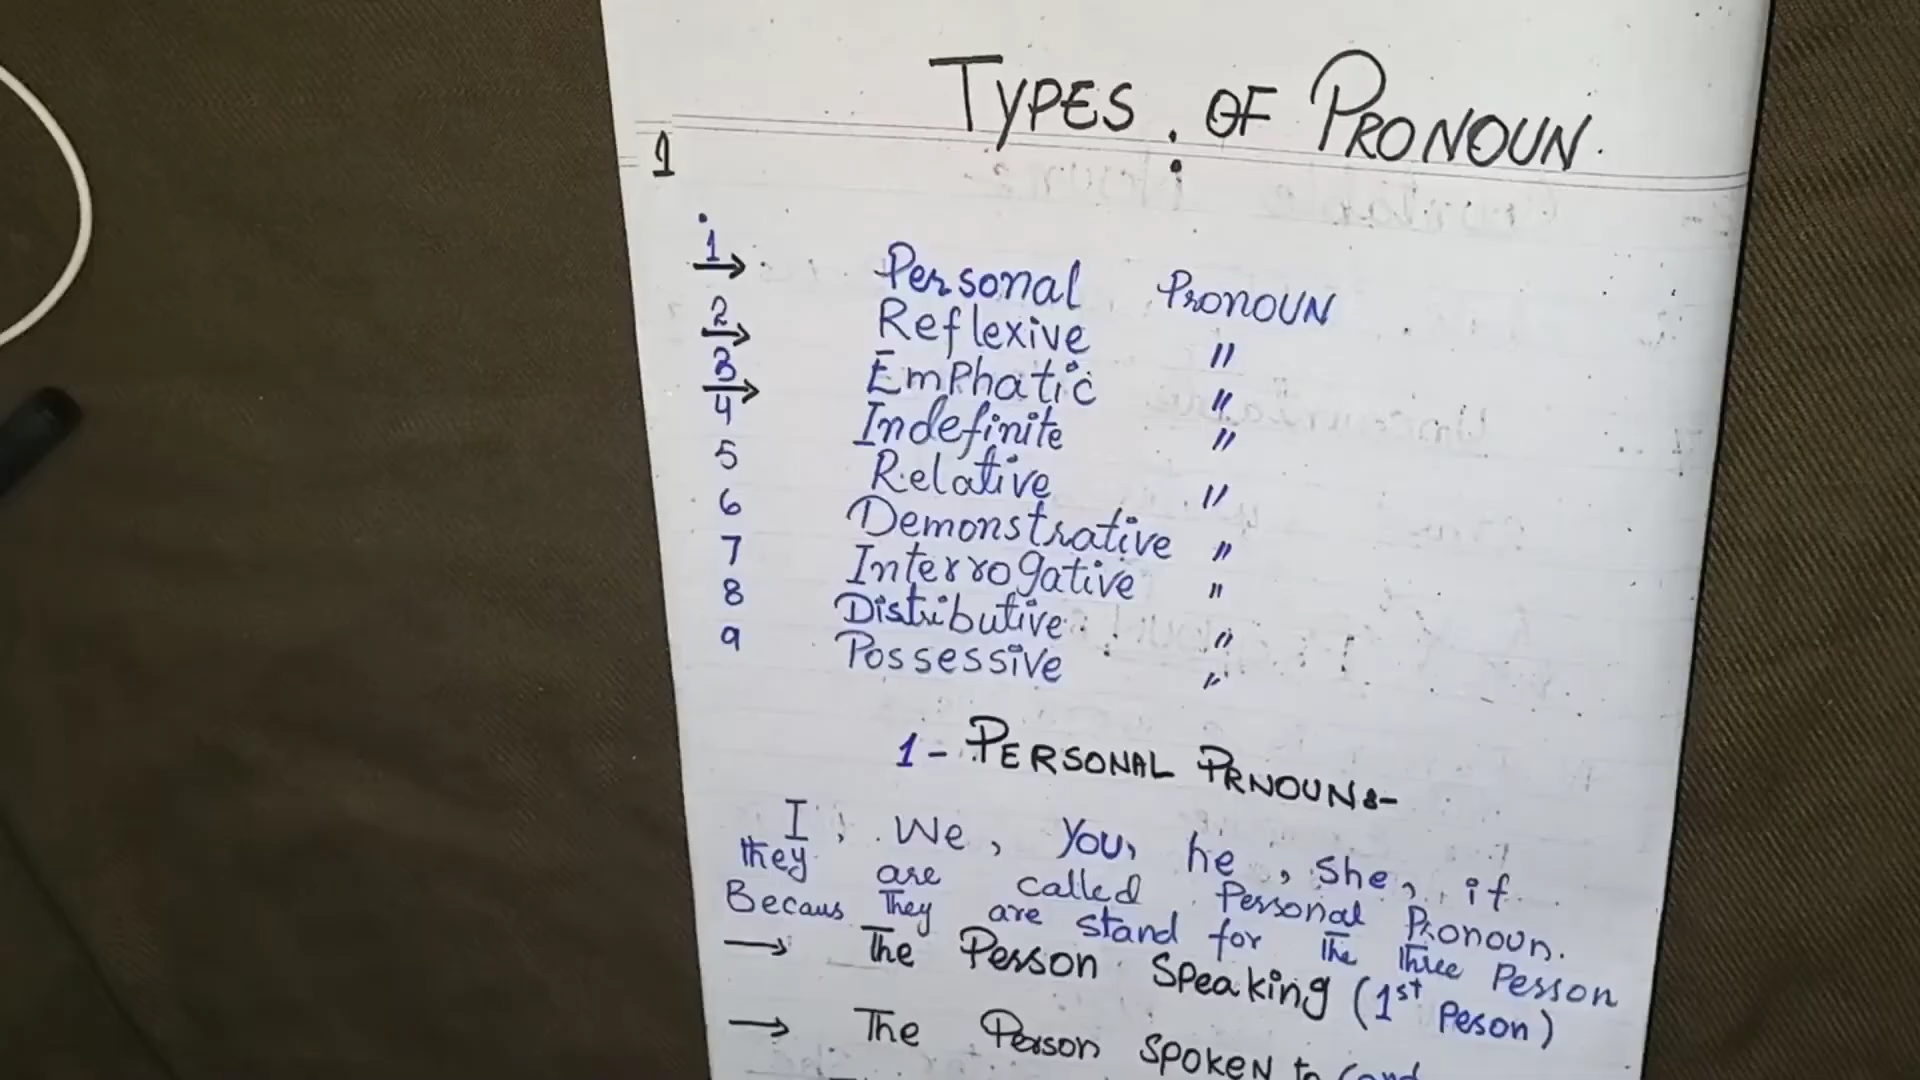 TYPES. OF PRONOUN.
1
1 → Personal PRONOUN
2 → Reflexive "
3 → EmPhatic "
4 Indefinite "
5 Relative "
6 Demonstrative "
7 Interrogative "
8 Distributive "
9 Possessive "
1- PERSONAL PRNOUN:-
I, We, You, he, She, it
they are called Personal Pronoun.
Becaus They are stand for The Three Person
→ The Person Speaking (1st Peson)
→ The Person SPOKEN to (2nd